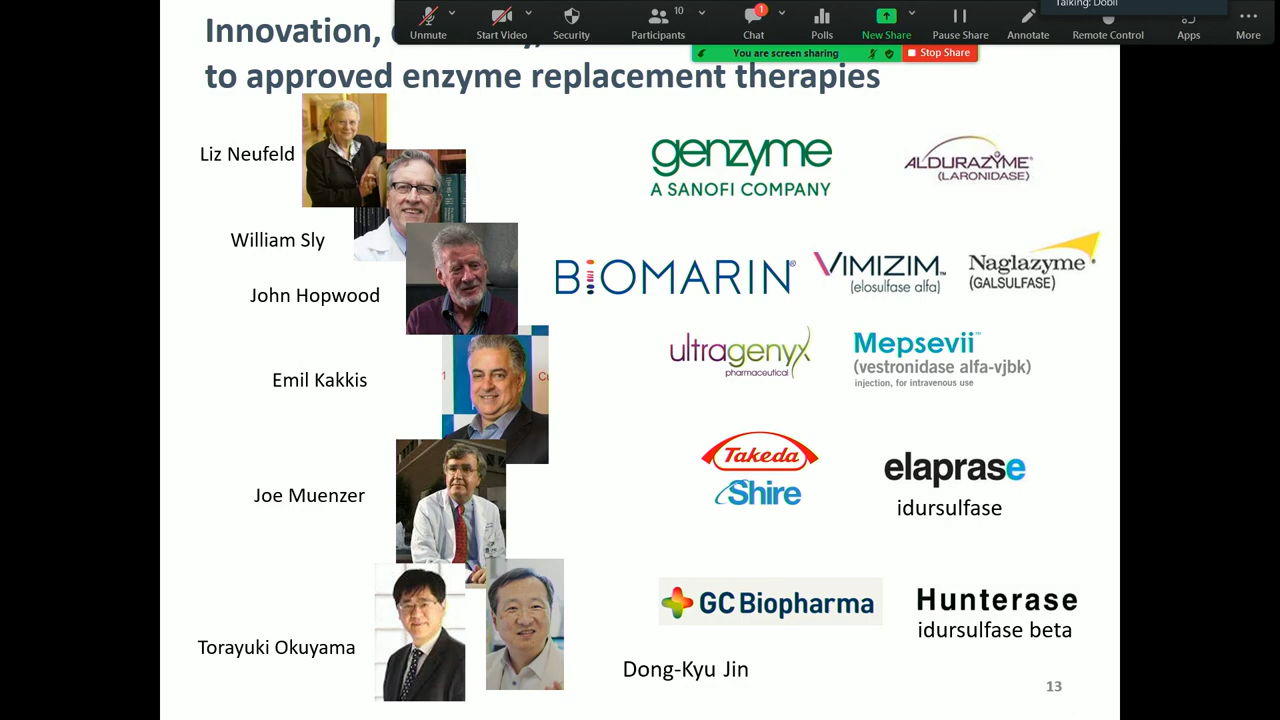 Talking: Dobil
Unmute
Start Video
Security
10
Participants
1
Chat
Polls
New Share
Pause Share
Annotate
Remote Control
Apps
More
You are screen sharing
Stop Share
Innovation,
to approved enzyme replacement therapies
Liz Neufeld
genzyme
A SANOFI COMPANY
ALDURAZYME®
(LARONIDASE)
William Sly
John Hopwood
BIOMARIN®
VIMIZIM™
(elosulfase alfa)
Naglazyme®
(GALSULFASE)
Emil Kakkis
ultragenyx
pharmaceutical
Mepsevii™
(vestronidase alfa-vjbk)
injection, for intravenous use
Joe Muenzer
Takeda
Shire
elaprase
idursulfase
Torayuki Okuyama
GC Biopharma
Hunterase
idursulfase beta
Dong-Kyu Jin
13